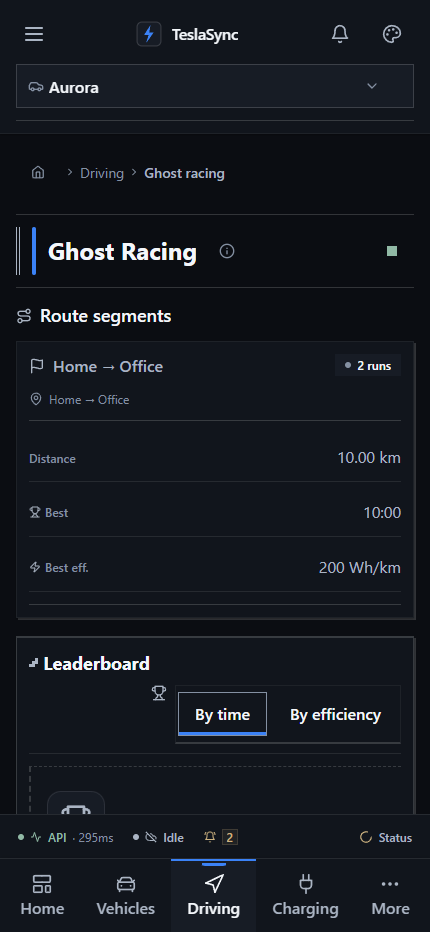 TeslaSync
Aurora
Driving
Ghost racing
Ghost Racing
Route segments
Home → Office
2 runs
Home → Office
Distance
10.00 km
Best
10:00
Best eff.
200 Wh/km
Leaderboard
By time
By efficiency
API · 295ms
Idle
2
Status
Home
Vehicles
Driving
Charging
More